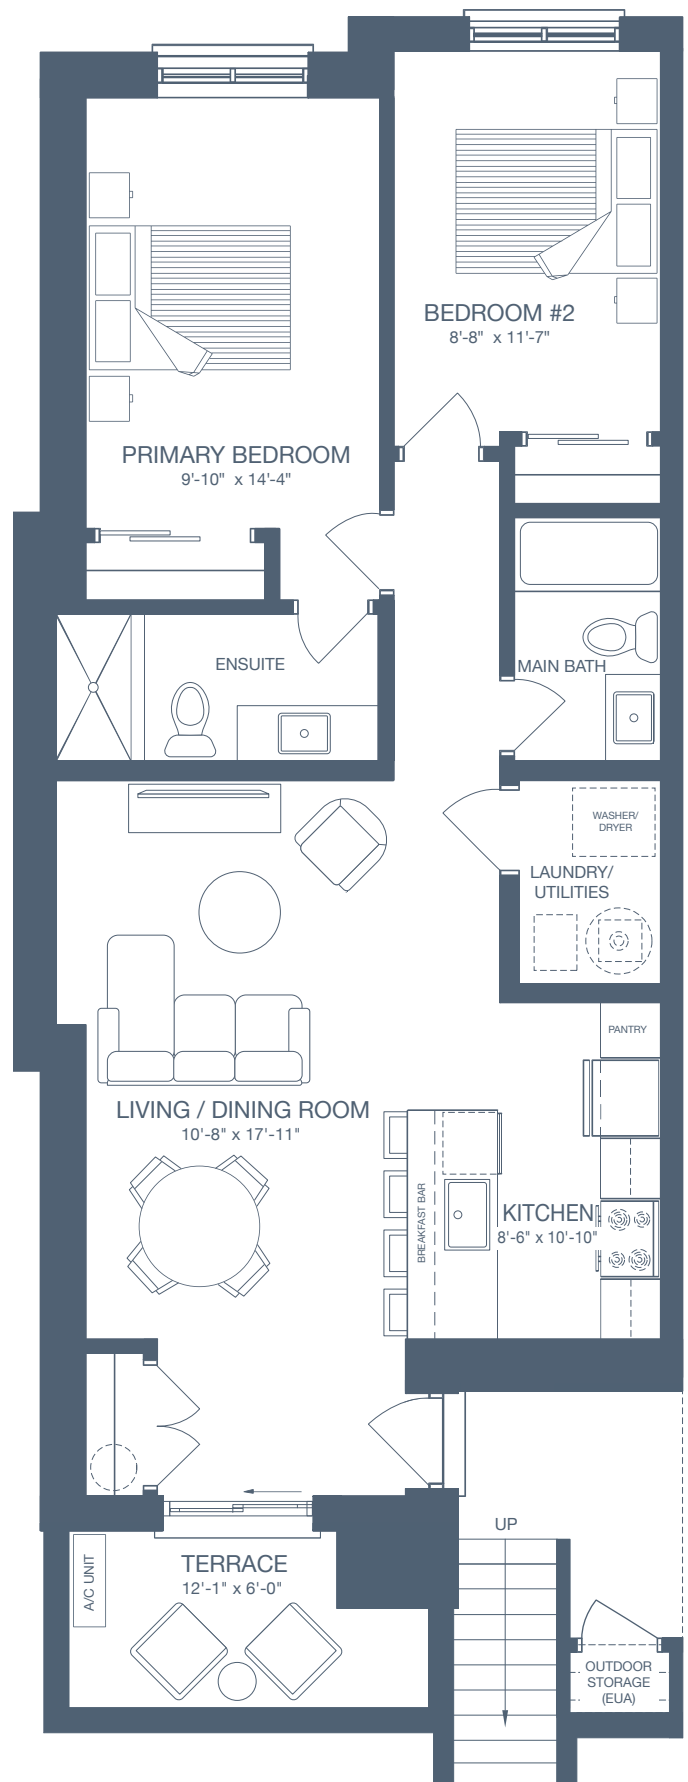 BEDROOM #2
8'-8" x 11'-7"
PRIMARY BEDROOM
9'-10" x 14'-4"
ENSUITE
MAIN BATH
WASHER/
DRYER
LAUNDRY/
UTILITIES
PANTRY
LIVING / DINING ROOM
10'-8" x 17'-11"
BREAKFAST BAR
KITCHEN
8'-6" x 10'-10"
UP
TERRACE
12'-1" x 6'-0"
A/C UNIT
OUTDOOR
STORAGE
(EUA)